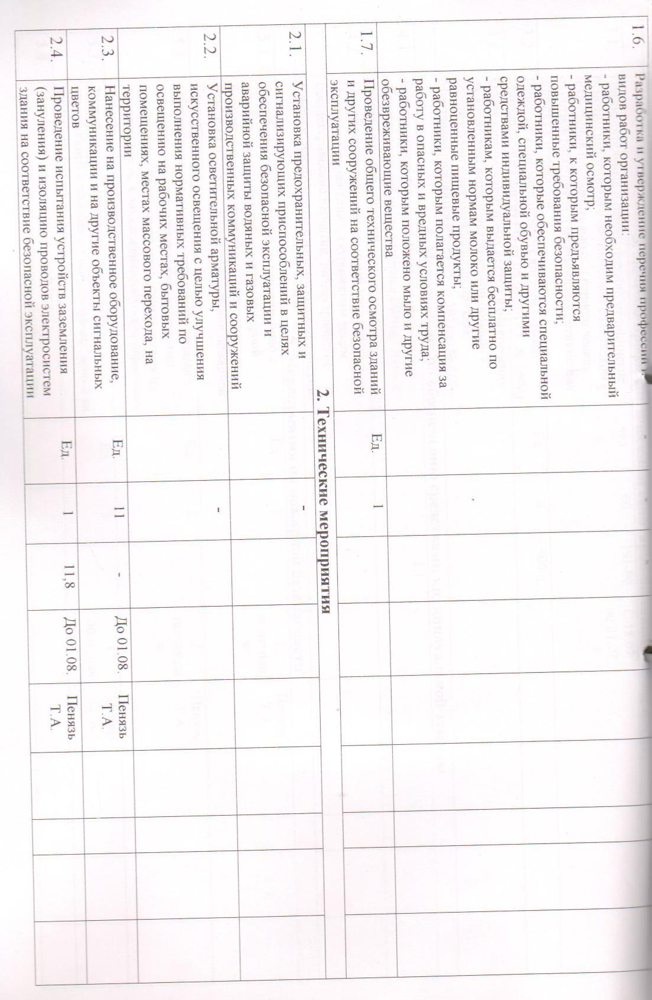 1.6.
Разработка и утверждение перечня профессий и
видов работ организации:
- работники, которым необходим предварительный
медицинский осмотр;
- работники, к которым предъявляются
повышенные требования безопасности;
- работники, которые обеспечиваются специальной
одеждой, специальной обувью и другими
средствами индивидуальной защиты;
- работникам, которым выдается бесплатно по
установленным нормам молоко или другие
равноценные пищевые продукты;
- работники, которым полагается компенсация за
работу в опасных и вредных условиях труда;
- работники, которым положено мыло и другие
обезвреживающие вещества
-
1.7.
Проведение общего технического осмотра зданий
и других сооружений на соответствие безопасной
эксплуатации
Ед.
1
2. Технические мероприятия
2.1.
Установка предохранительных, защитных и
сигнализирующих приспособлений в целях
обеспечения безопасной эксплуатации и
аварийной защиты водяных и газовых
производственных коммуникаций и сооружений
-
2.2.
Установка осветительной арматуры,
искусственного освещения с целью улучшения
выполнения нормативных требований по
освещению на рабочих местах, бытовых
помещениях, местах массового перехода, на
территории
-
2.3.
Нанесение на производственное оборудование,
коммуникации и на другие объекты сигнальных
цветов
Ед.
11
-
До 01.08.
Пенязь
Т.А.
2.4.
Проведение испытания устройств заземления
(зануления) и изоляцию проводов электросистем
здания на соответствие безопасной эксплуатации
Ед.
1
11,8
До 01.08.
Пенязь
Т.А.